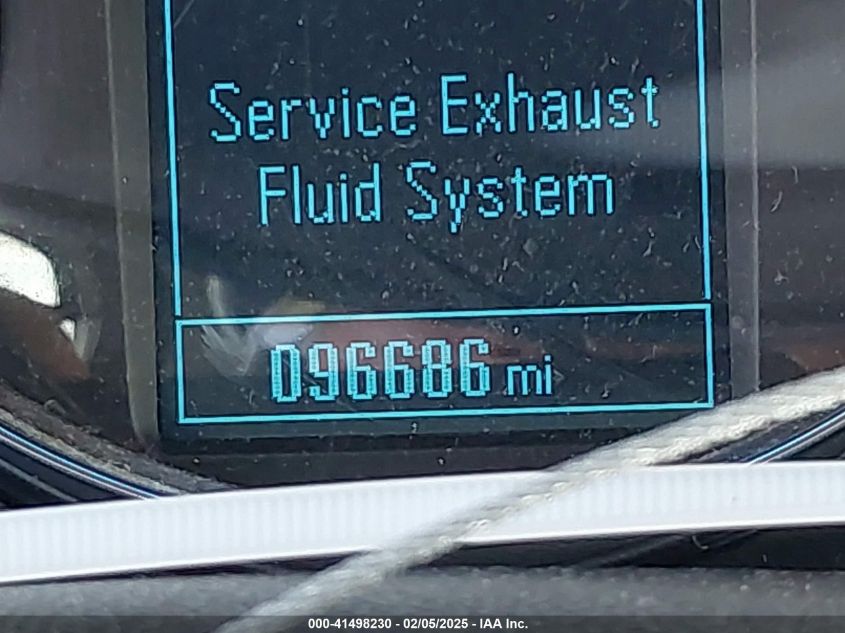 Service Exhaust
Fluid System
096686 mi
000-41498230 - 02/05/2025 - IAA Inc.